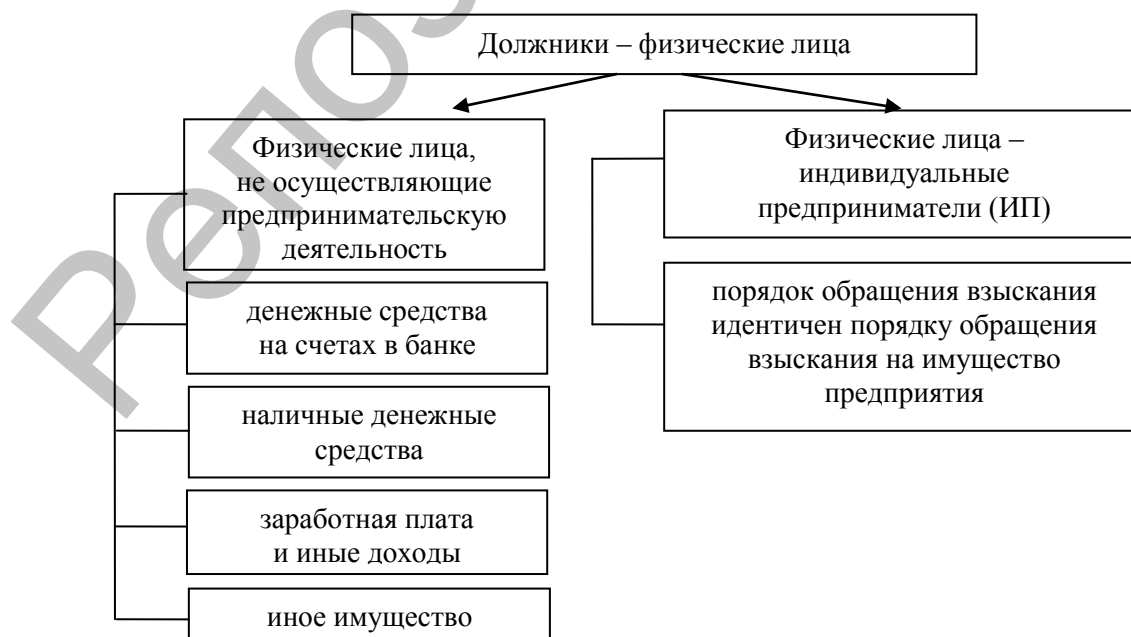 Должники – физические лица
Физические лица,
не осуществляющие
предпринимательскую
деятельность
денежные средства
на счетах в банке
наличные денежные
средства
заработная плата
и иные доходы
иное имущество
Физические лица –
индивидуальные
предприниматели (ИП)
порядок обращения взыскания
идентичен порядку обращения
взыскания на имущество
предприятия